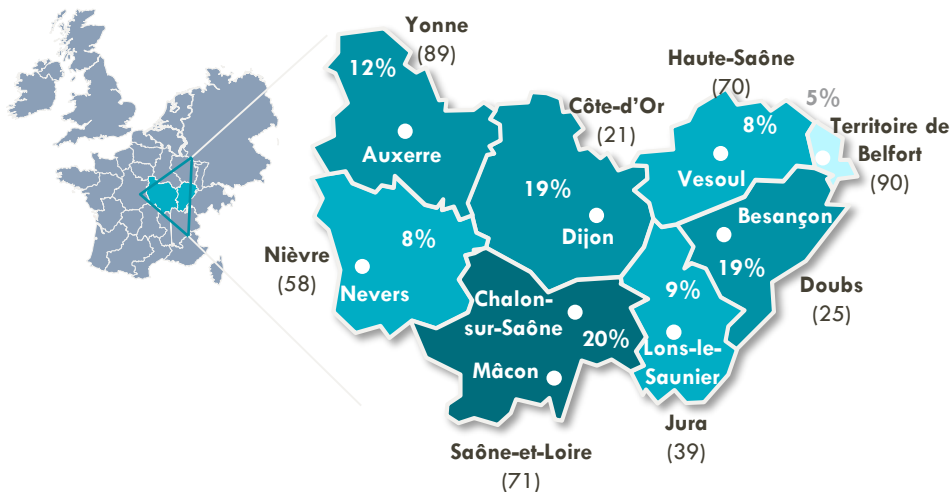 Yonne
(89)
12%
Auxerre
Côte-d'Or
(21)
19%
Dijon
Haute-Saône
(70)
8%
Vesoul
5%
Territoire de
Belfort
(90)
Besançon
19%
Doubs
(25)
Nièvre
(58)
8%
Nevers
Chalon-
sur-Saône
20%
Mâcon
Saône-et-Loire
(71)
9%
Lons-le-
Saunier
Jura
(39)